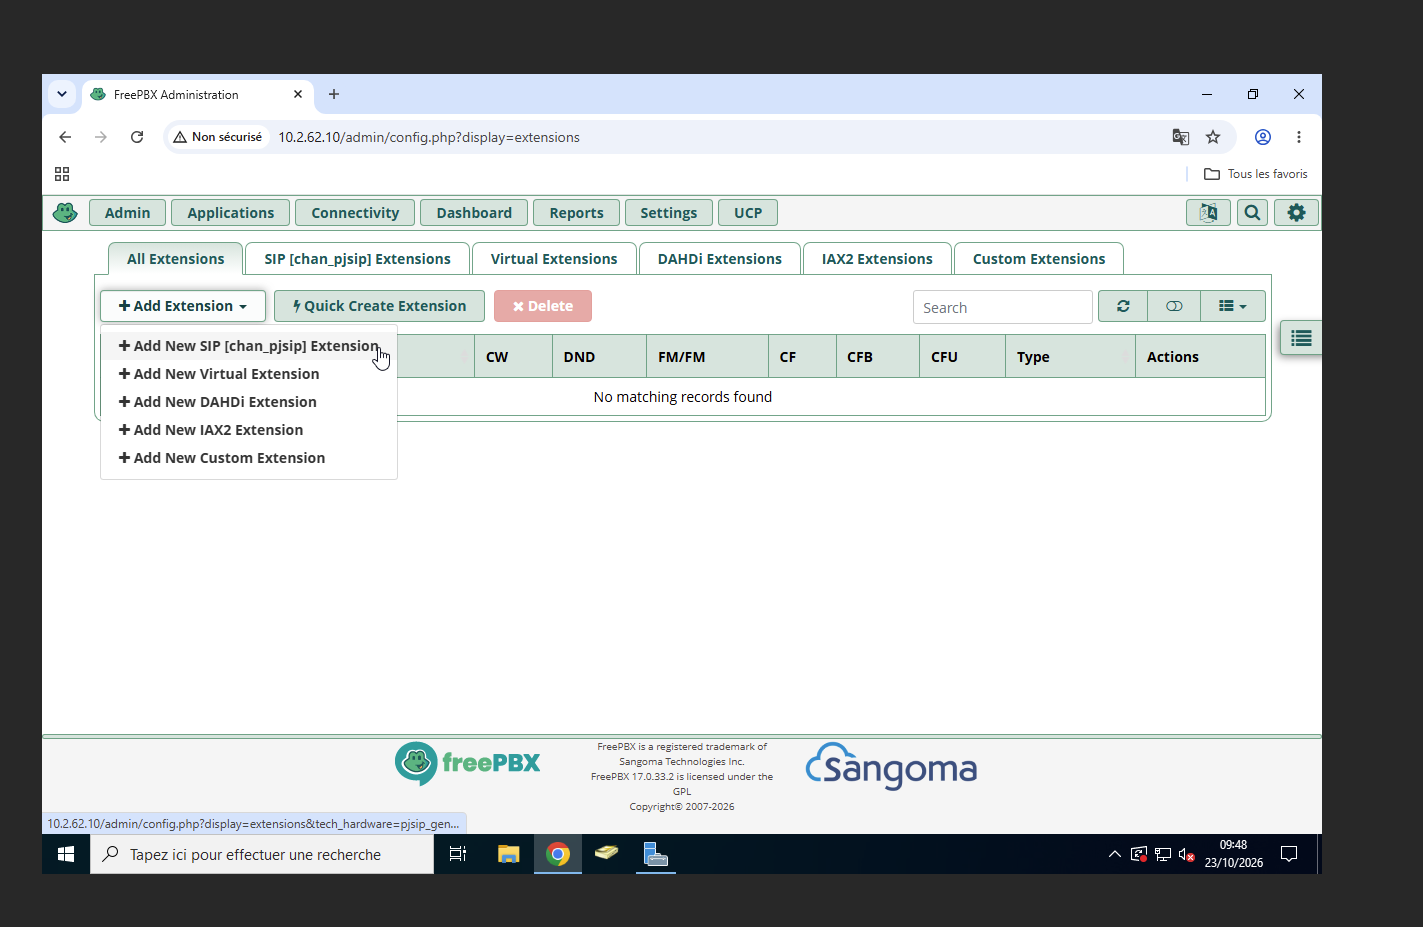 FreePBX Administration
Non sécurisé 10.2.62.10/admin/config.php?display=extensions
Tous les favoris
Admin Applications Connectivity Dashboard Reports Settings UCP
All Extensions SIP [chan_pjsip] Extensions Virtual Extensions DAHDi Extensions IAX2 Extensions Custom Extensions
Add Extension Quick Create Extension Delete Search
Add New SIP [chan_pjsip] Extension
Add New Virtual Extension
Add New DAHDi Extension
Add New IAX2 Extension
Add New Custom Extension
CW DND FM/FM CF CFB CFU Type Actions
No matching records found
freePBX
FreePBX is a registered trademark of
Sangoma Technologies Inc.
FreePBX 17.0.33.2 is licensed under the
GPL
Copyright© 2007-2026
Sangoma
10.2.62.10/admin/config.php?display=extensions&tech_hardware=pjsip_gen...
Tapez ici pour effectuer une recherche
09:48
23/10/2026